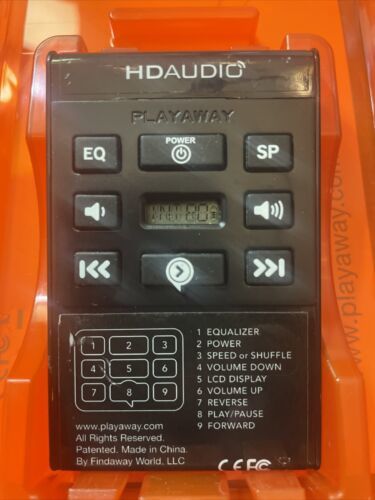 HDAUDIO
PLAYAWAY
EQ
POWER
SP
1 2 3
4 5 6
7 8 9
1 EQUALIZER
2 POWER
3 SPEED or SHUFFLE
4 VOLUME DOWN
5 LCD DISPLAY
6 VOLUME UP
7 REVERSE
8 PLAY/PAUSE
9 FORWARD
www.playaway.com
All Rights Reserved.
Patented. Made in China.
By Findaway World, LLC
CE FC
www.playaway.com